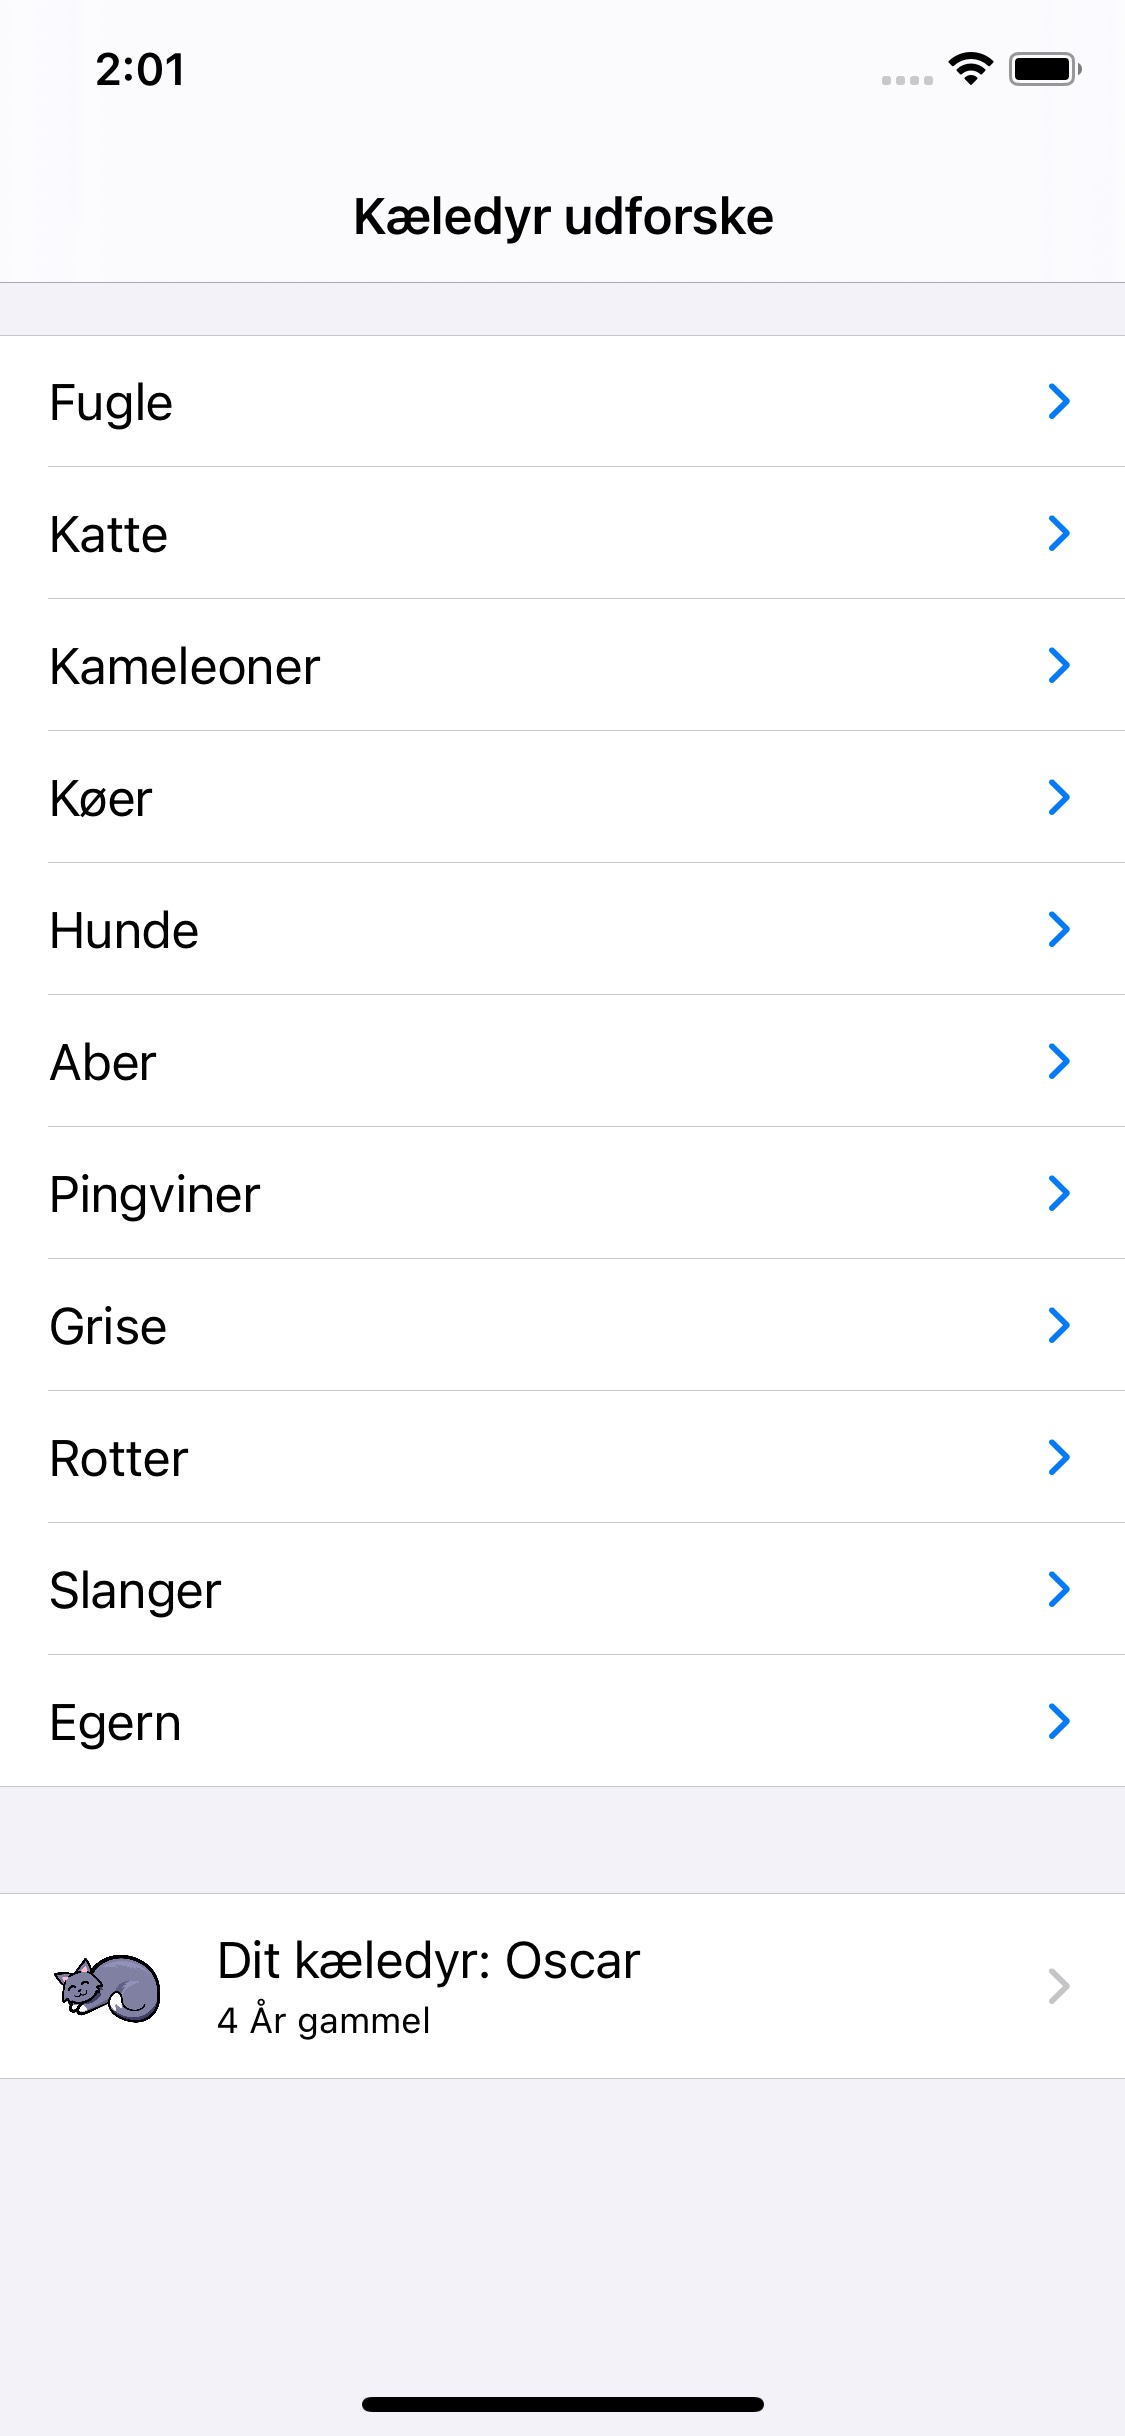 2:01
Kæledyr udforske
Fugle
Katte
Kameleoner
Køer
Hunde
Aber
Pingviner
Grise
Rotter
Slanger
Egern
Dit kæledyr: Oscar
4 År gammel